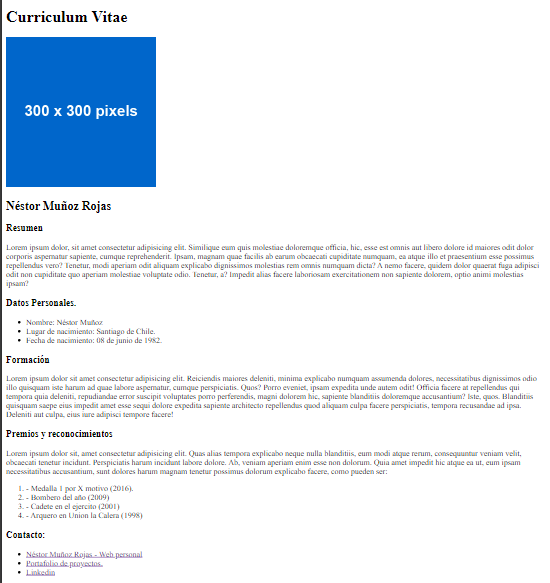 Curriculum Vitae
300 x 300 pixels
Néstor Muñoz Rojas
Resumen
Lorem ipsum dolor, sit amet consectetur adipisicing elit. Similique eum quis molestiae doloremque officia, hic, esse est omnis aut libero dolore id maiores odit dolor
corporis aspernatur sapiente, cumque reprehenderit. Ipsam, magnam quae facilis ab earum obcaecati cupiditate numquam, ea atque illo et praesentium esse possimus
repellendus vero? Tenetur, modi aperiam odit aliquam explicabo dignissimos molestias rem omnis numquam dicta? A nemo facere, quidem dolor quaerat fuga adipisci
odit non cupiditate quo aperiam molestiae voluptate odio. Tenetur, a? Impedit alias facere laboriosam exercitationem non sapiente dolorem, optio animi molestias
ipsam?
Datos Personales.
Nombre: Néstor Muñoz
Lugar de nacimiento: Santiago de Chile.
Fecha de nacimiento: 08 de junio de 1982.
Formación
Lorem ipsum dolor sit amet consectetur adipisicing elit. Reiciendis maiores deleniti, minima explicabo numquam assumenda dolores, necessitatibus dignissimos odio
illo quisquam iste harum ad quae labore aspernatur, cumque perspiciatis. Quos? Porro eveniet, ipsam expedita unde autem odit! Officia facere at repellendus qui
tempora quia deleniti, repudiandae error suscipit voluptates porro perferendis, magni dolorem hic, sapiente blanditiis doloremque accusantium? Iste, quos. Blanditiis
quisquam saepe eius impedit amet esse sequi dolore expedita sapiente architecto repellendus quod aliquam culpa facere perspiciatis, tempora recusandae ad ipsa.
Deleniti aut culpa, eius iure adipisci tempore facere!
Premios y reconocimientos
Lorem ipsum dolor sit, amet consectetur adipisicing elit. Quas alias tempora explicabo neque nulla blanditiis, eum modi atque rerum, consequuntur veniam velit,
obcaecati tenetur incidunt. Perspiciatis harum incidunt labore dolore. Ab, veniam aperiam enim esse non dolorum. Quia amet impedit hic atque ea ut, eum ipsam
necessitatibus accusantium, sunt dolores harum magnam tenetur possimus dolorum explicabo facere, como pueden ser:
1. - Medalla 1 por X motivo (2016).
2. - Bombero del año (2009)
3. - Cadete en el ejercito (2001)
4. - Arquero en Union la Calera (1998)
Contacto:
Néstor Muñoz Rojas - Web personal
Portafolio de proyectos.
Linkedin